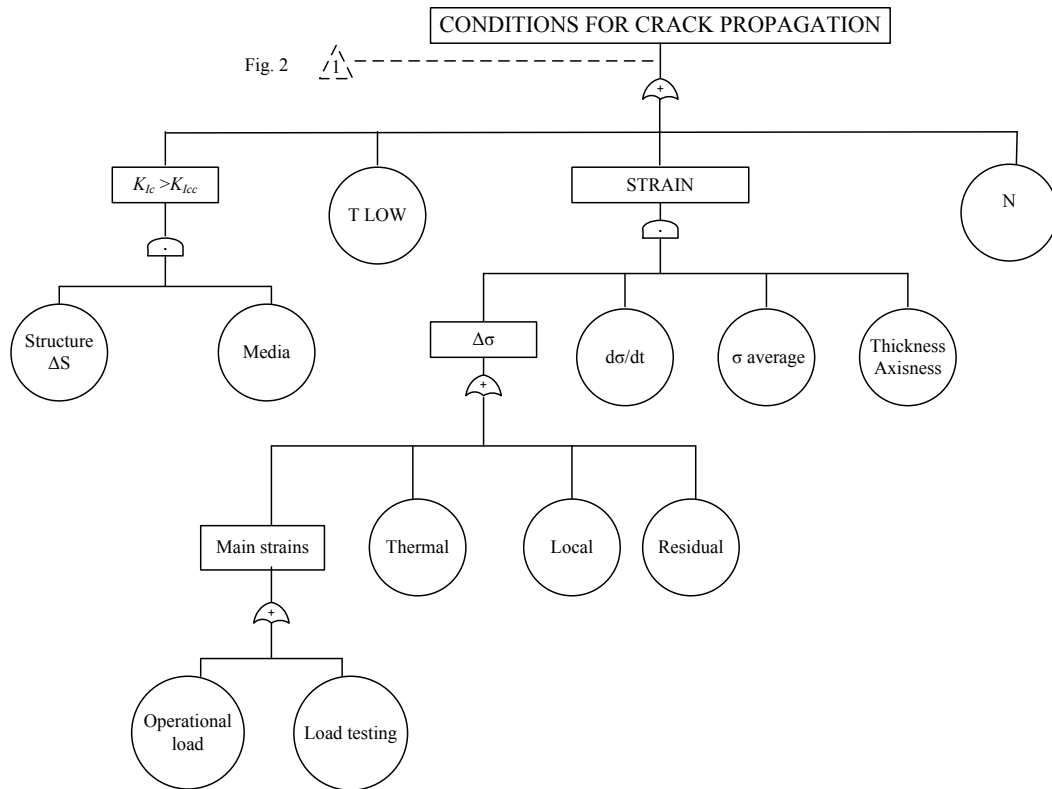 CONDITIONS FOR CRACK PROPAGATION
Fig. 2
1
+
K_Ic >K_Icc
T LOW
STRAIN
N
.
.
Structure
ΔS
Media
Δσ
dσ/dt
σ average
Thickness
Axisness
+
Main strains
Thermal
Local
Residual
+
Operational
load
Load testing